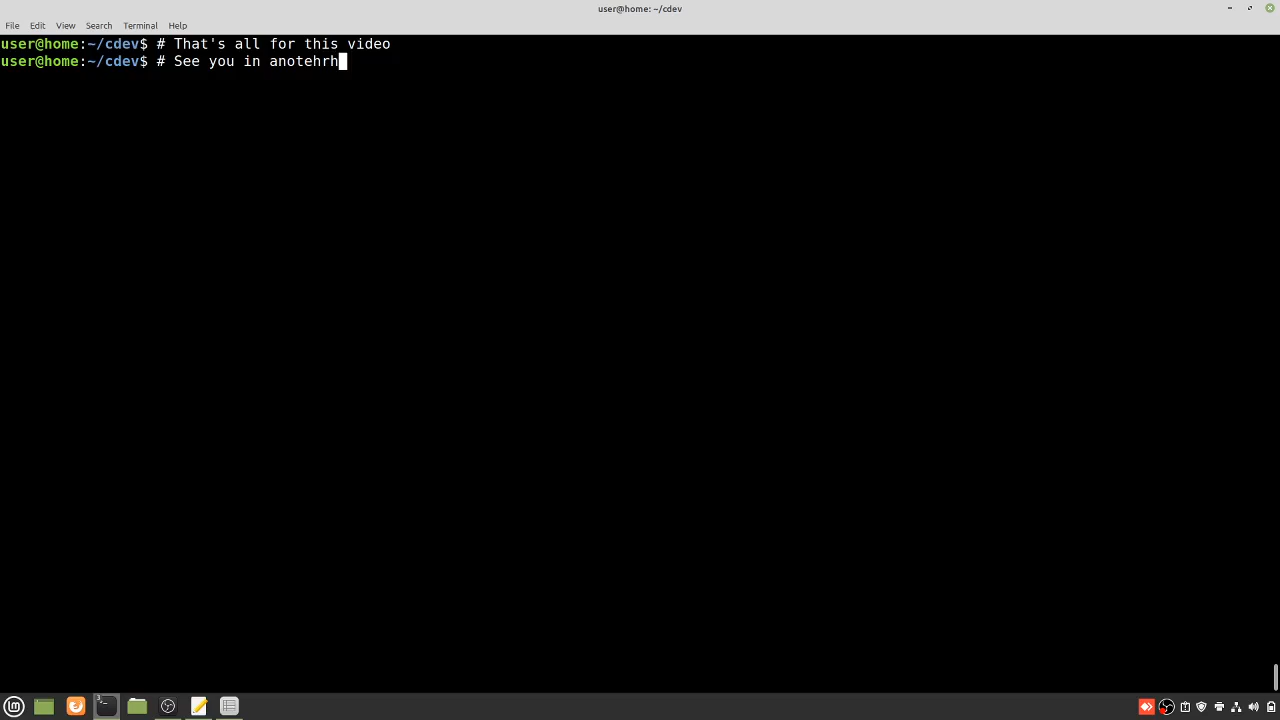 user@home: ~/cdev
File Edit View Search Terminal Help
user@home:~/cdev$ # That's all for this video
user@home:~/cdev$ # See you in anotehrh
3